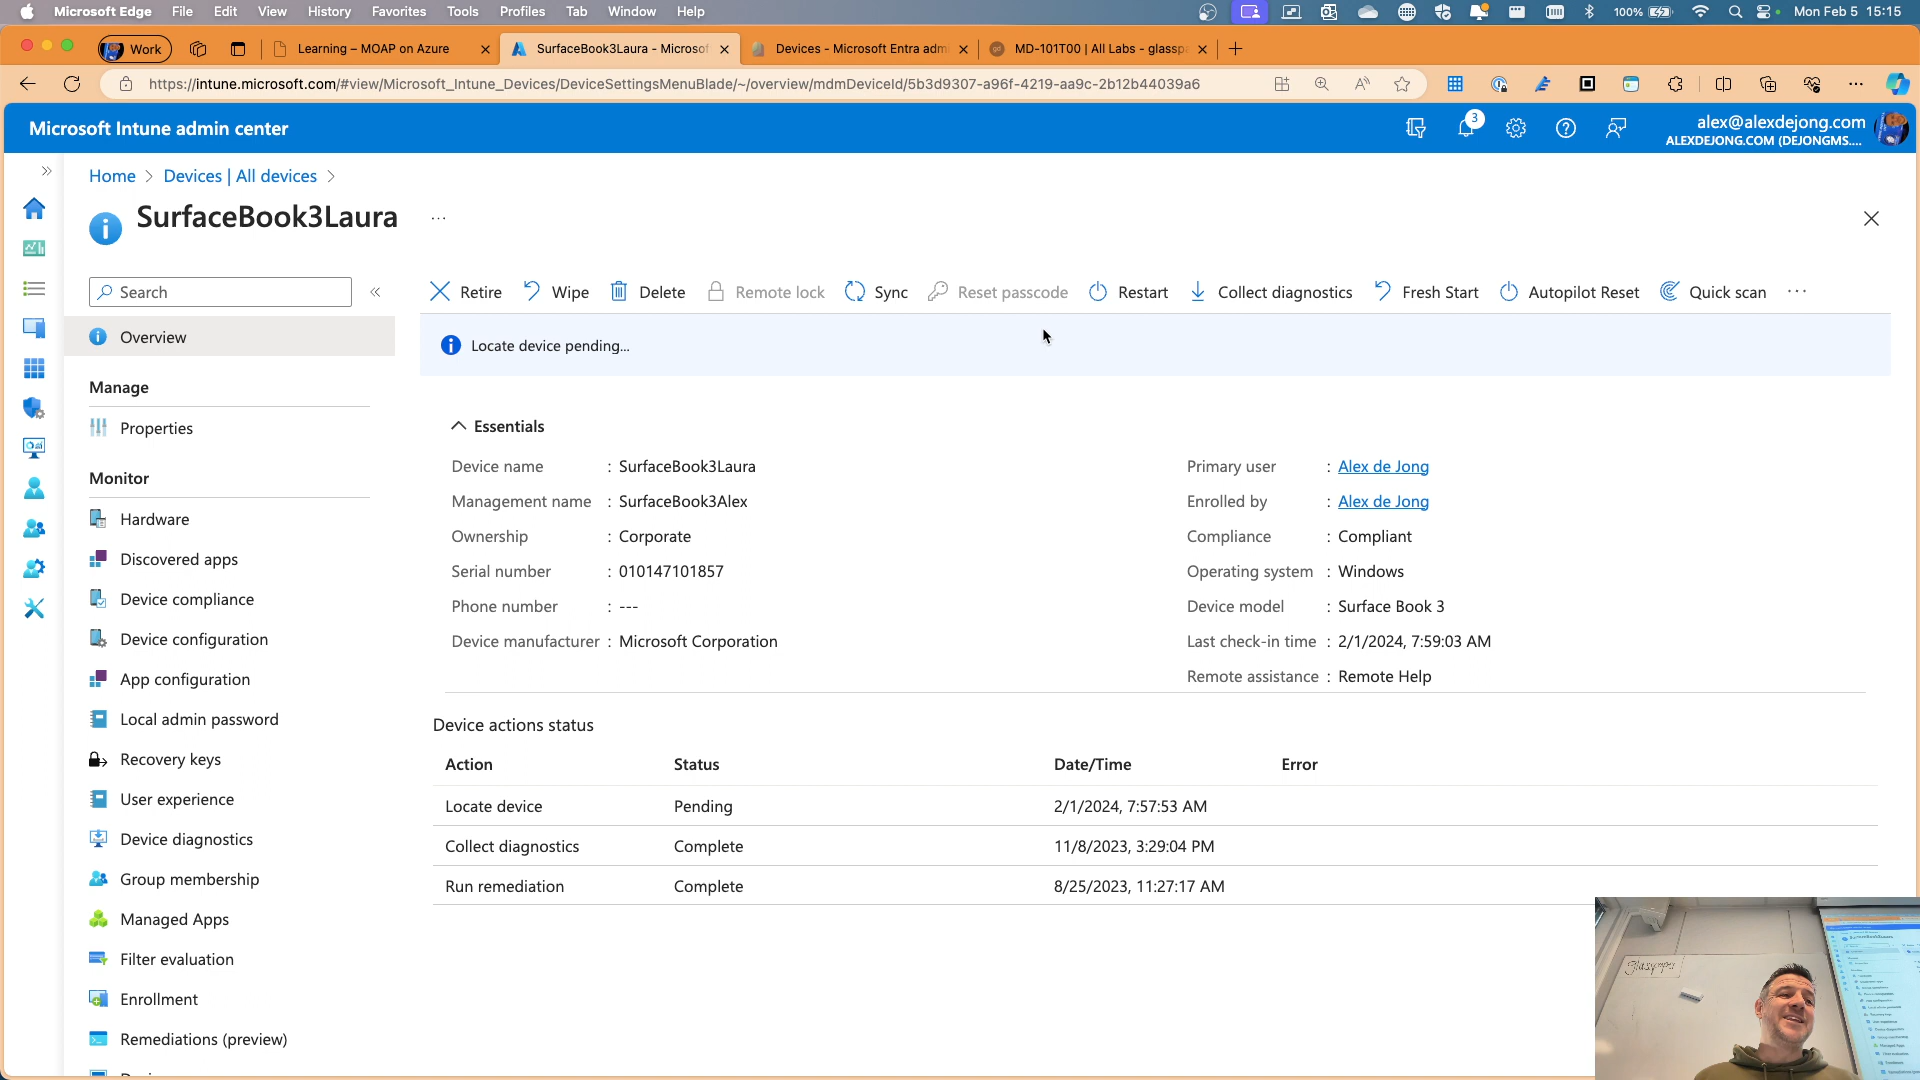 Microsoft Edge File Edit View History Favorites Tools Profiles Tab Window Help 100% Mon Feb 5 15:15
Work Learning – MOAP on Azure SurfaceBook3Laura - Microsof Devices - Microsoft Entra adm MD-101T00 | All Labs - glassp
https://intune.microsoft.com/#view/Microsoft_Intune_Devices/DeviceSettingsMenuBlade/~/overview/mdmDeviceId/5b3d9307-a96f-4219-aa9c-2b12b44039a6
Microsoft Intune admin center
3
alex@alexdejong.com
ALEXDEJONG.COM (DEJONGMS....
Home > Devices | All devices >
SurfaceBook3Laura ...
Search
Retire Wipe Delete Remote lock Sync Reset passcode Restart Collect diagnostics Fresh Start Autopilot Reset Quick scan ...
Overview
Locate device pending...
Manage
Properties
Monitor
Hardware
Discovered apps
Device compliance
Device configuration
App configuration
Local admin password
Recovery keys
User experience
Device diagnostics
Group membership
Managed Apps
Filter evaluation
Enrollment
Remediations (preview)
Essentials
Device name : SurfaceBook3Laura
Management name : SurfaceBook3Alex
Ownership : Corporate
Serial number : 010147101857
Phone number : ---
Device manufacturer : Microsoft Corporation
Primary user : Alex de Jong
Enrolled by : Alex de Jong
Compliance : Compliant
Operating system : Windows
Device model : Surface Book 3
Last check-in time : 2/1/2024, 7:59:03 AM
Remote assistance : Remote Help
Device actions status
Action Status Date/Time Error
Locate device Pending 2/1/2024, 7:57:53 AM
Collect diagnostics Complete 11/8/2023, 3:29:04 PM
Run remediation Complete 8/25/2023, 11:27:17 AM